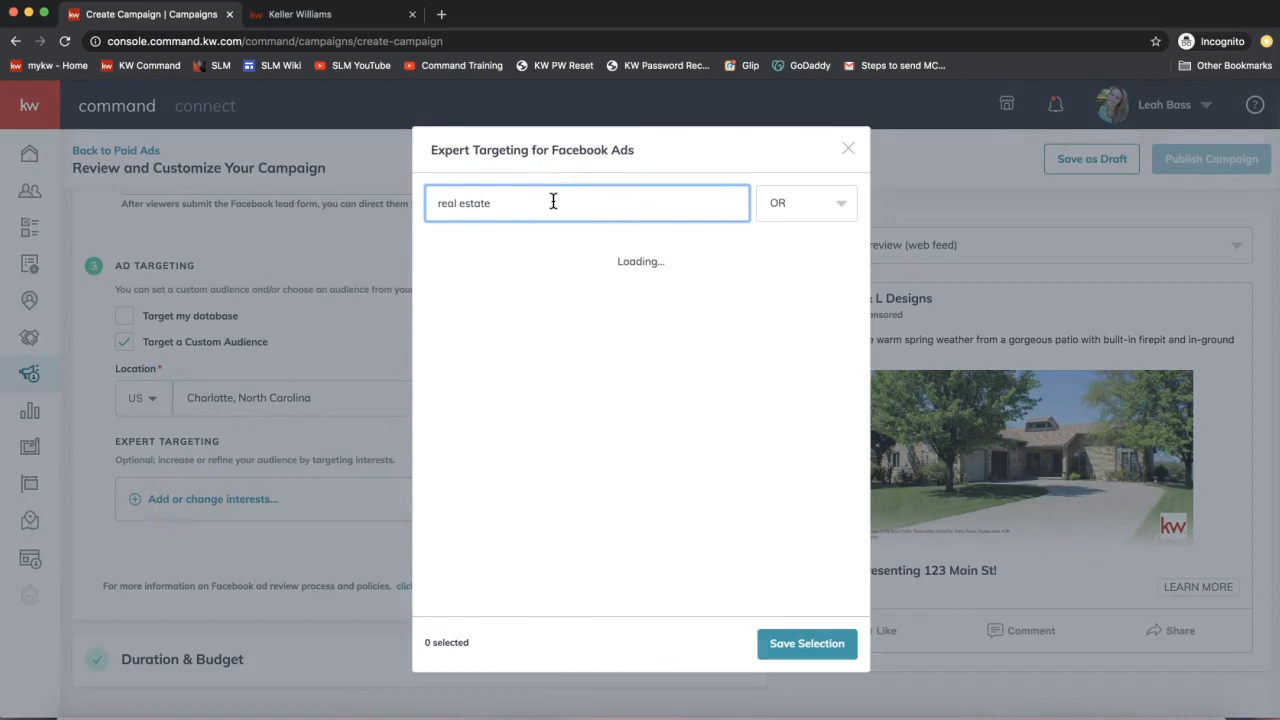 Create Campaign | Campaigns
Keller Williams
console.command.kw.com/command/campaigns/create-campaign
Incognito
mykw - Home
KW Command
SLM
SLM Wiki
SLM YouTube
Command Training
KW PW Reset
KW Password Rec...
Glip
GoDaddy
Steps to send MC...
Other Bookmarks
kw
command
connect
Leah Bass
Back to Paid Ads
Review and Customize Your Campaign
Save as Draft
Publish Campaign
Expert Targeting for Facebook Ads
real estate
OR
Loading...
0 selected
Save Selection
After viewers submit the Facebook lead form, you can direct them
3 AD TARGETING
You can set a custom audience and/or choose an audience from your
Target my database
Target a Custom Audience
Location*
US
Charlotte, North Carolina
EXPERT TARGETING
Optional; increase or refine your audience by targeting interests.
Add or change interests...
For more information on Facebook ad review process and policies, clic
Duration & Budget
review (web feed)
L Designs
onsored
e warm spring weather from a gorgeous patio with built-in firepit and in-ground
kw
esenting 123 Main St!
LEARN MORE
Like
Comment
Share